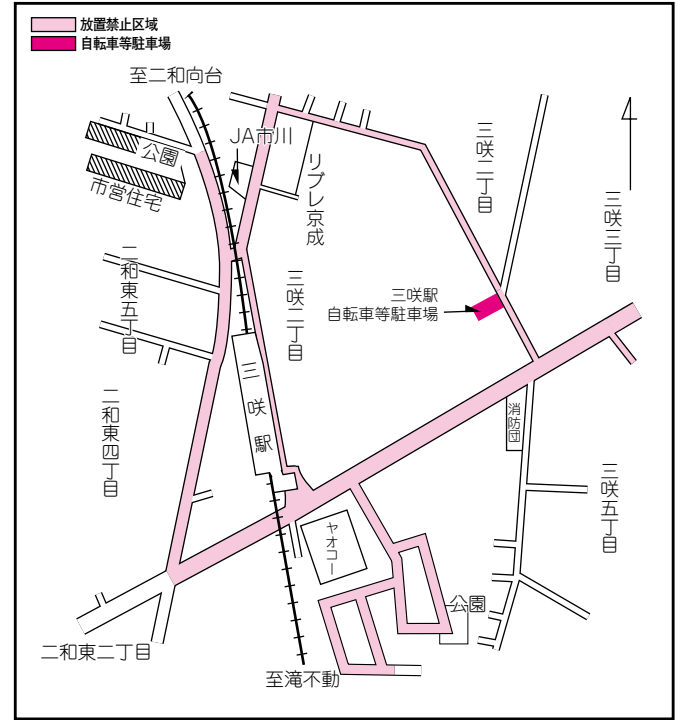 放置禁止区域
自転車等駐車場
至二和向台
JA市川
公園
市営住宅
リブレ京成
三咲二丁目
三咲三丁目
二和東五丁目
三咲二丁目
三咲駅
自転車等駐車場
二和東四丁目
三咲駅
消防団
三咲五丁目
ヤオコー
公園
二和東二丁目
至滝不動